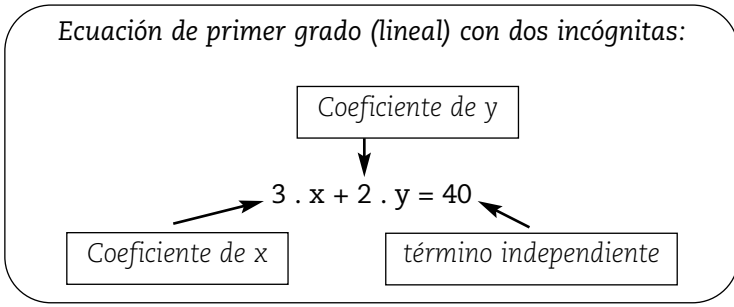 Ecuación de primer grado (lineal) con dos incógnitas:
Coeficiente de y
3 . x + 2 . y = 40
Coeficiente de x
término independiente